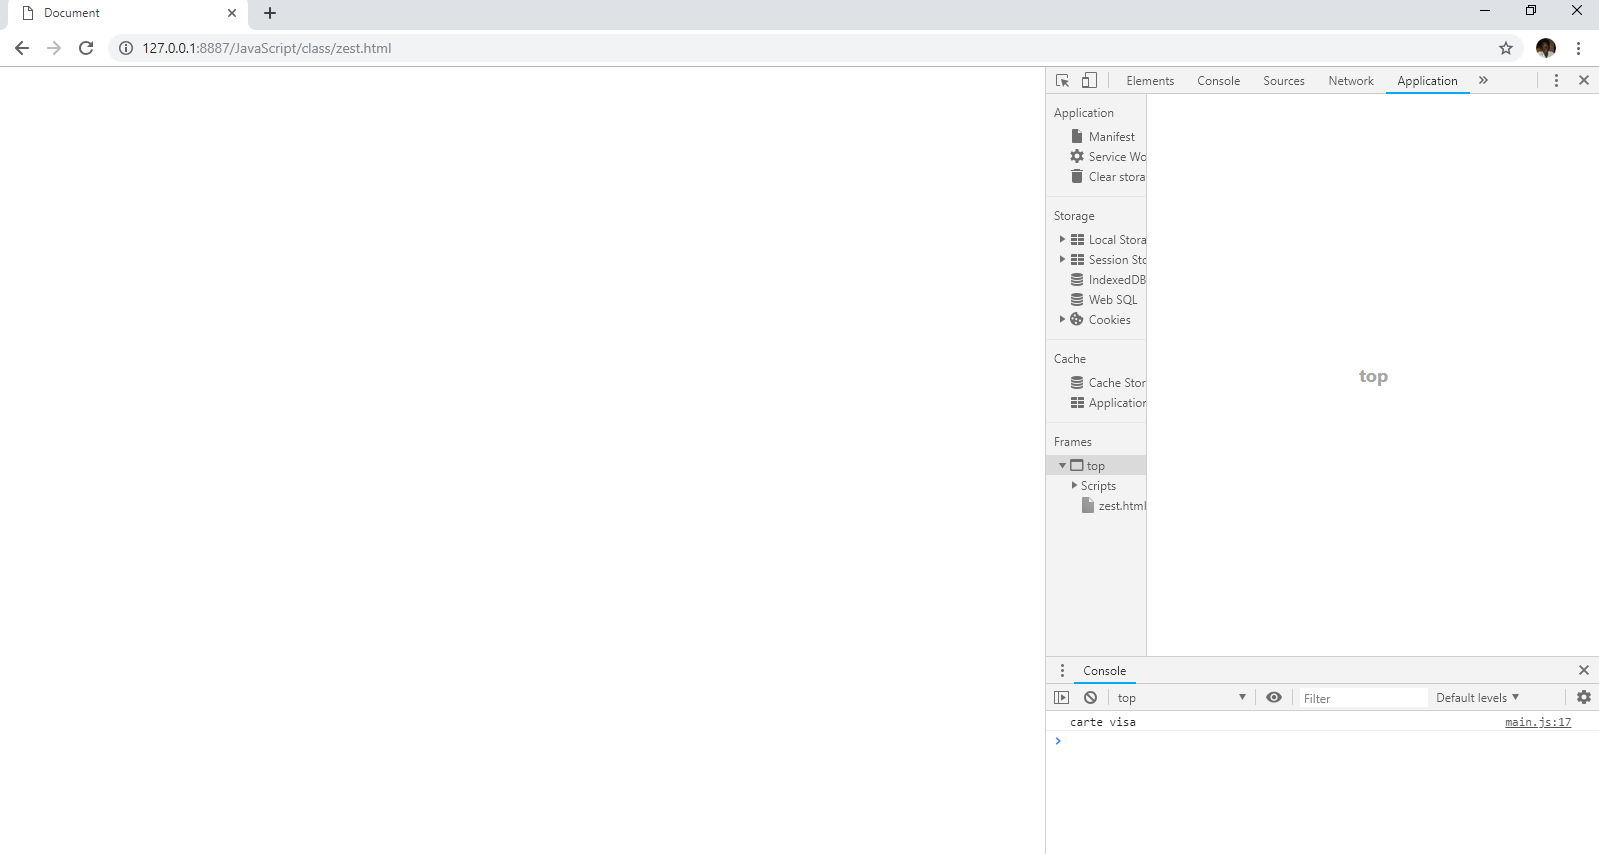 Document
127.0.0.1:8887/JavaScript/class/zest.html
Elements Console Sources Network Application
Application
Manifest
Service Wo
Clear stora
Storage
Local Stora
Session Sto
IndexedDB
Web SQL
Cookies
Cache
Cache Stor
Application
Frames
top
Scripts
zest.html
top
Console
top Filter Default levels
carte visa main.js:17